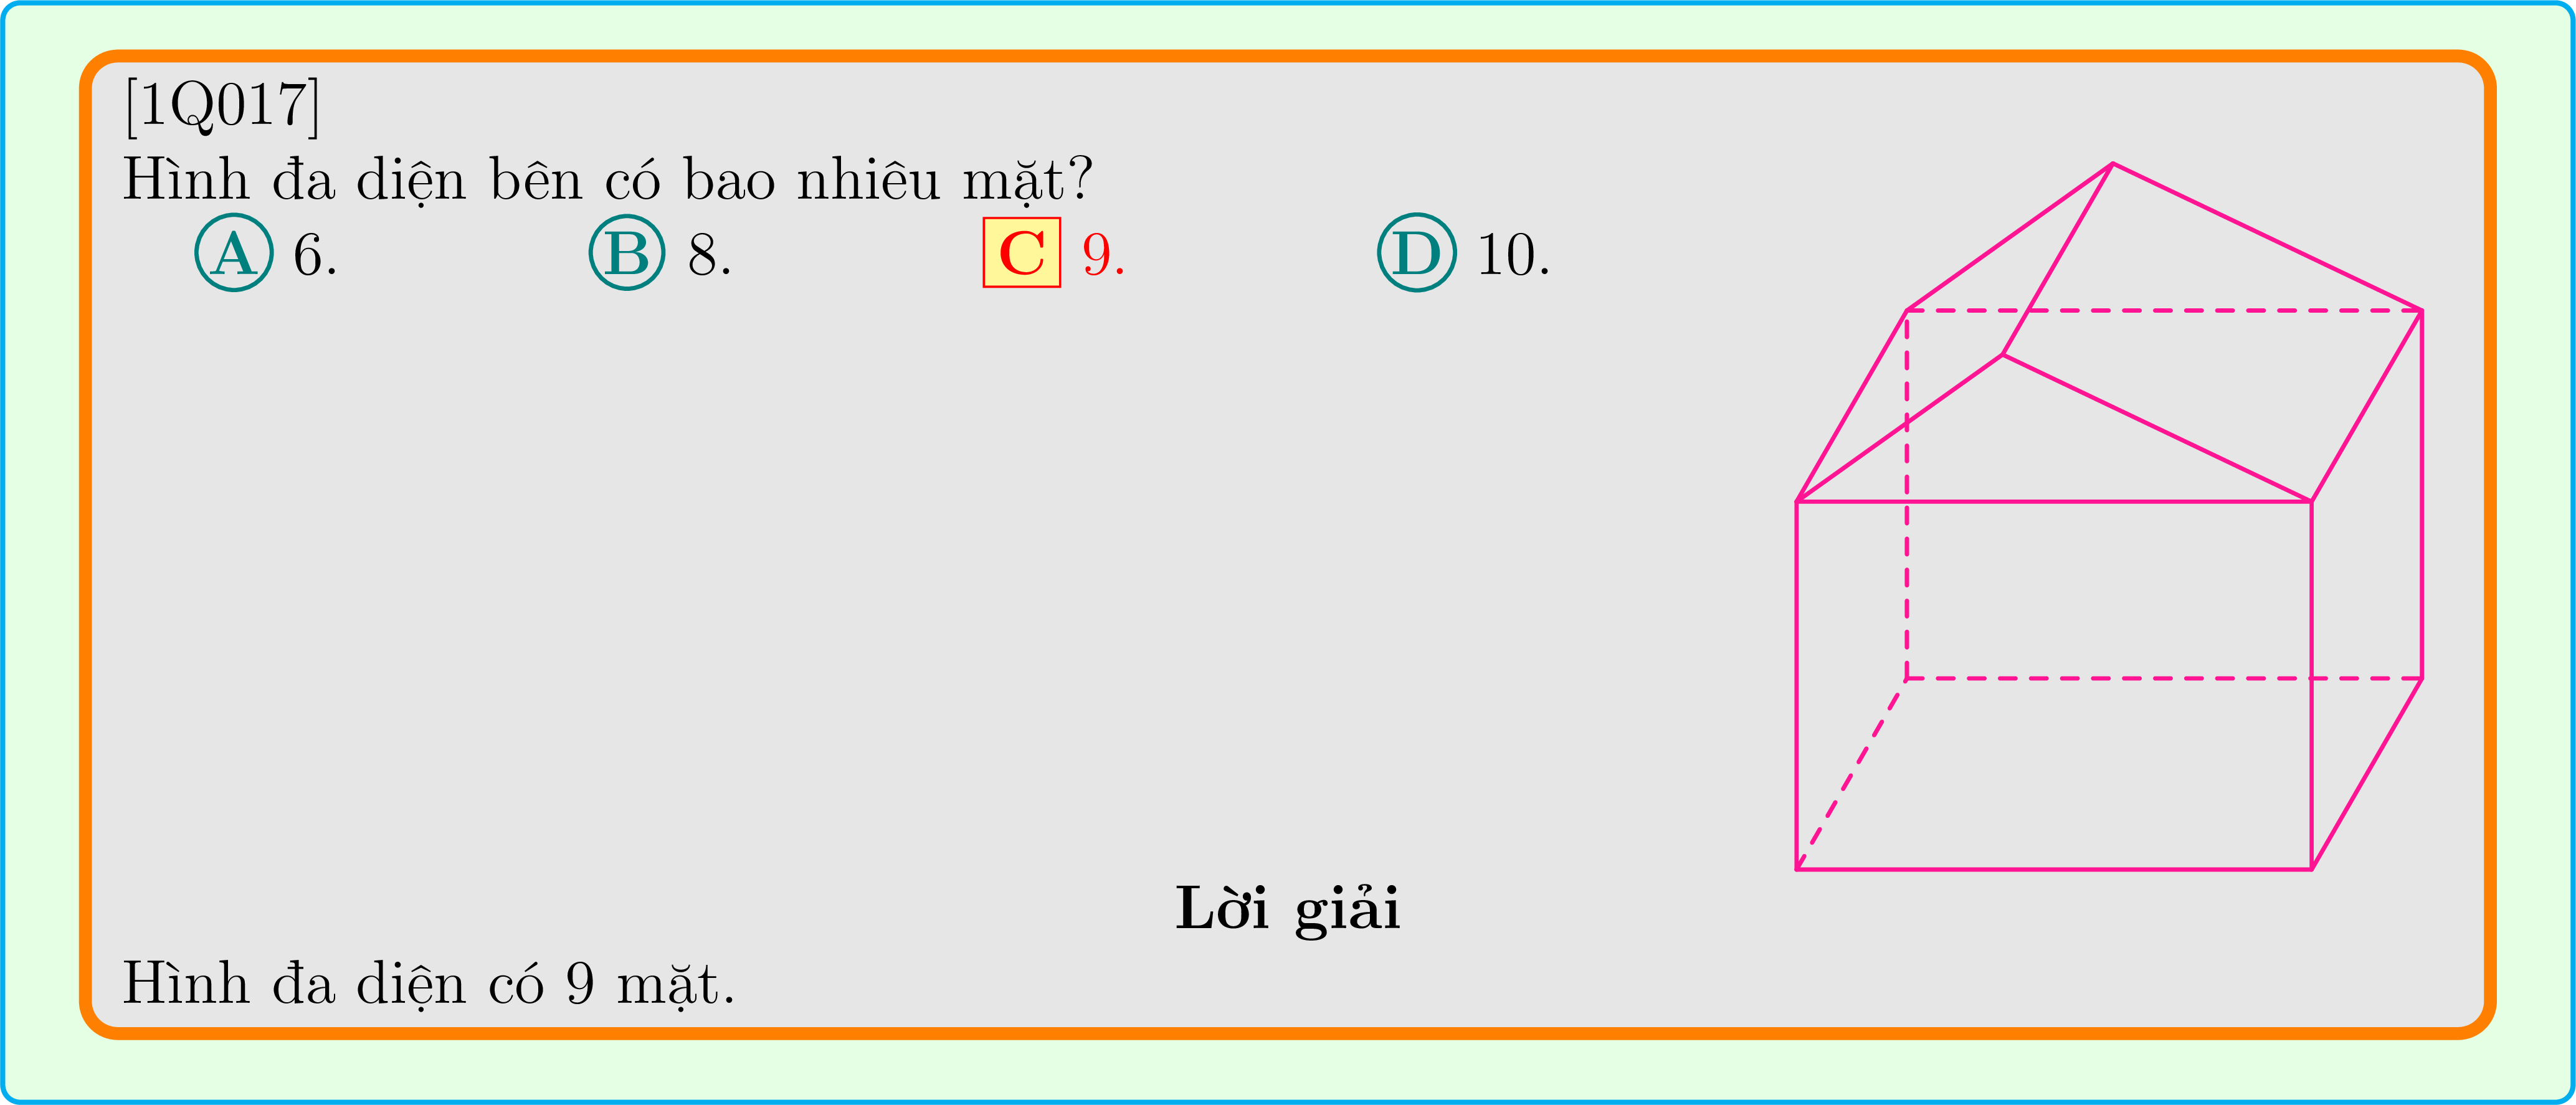 [1Q017]
Hình đa diện bên có bao nhiêu mặt?
A 6. B 8. C 9. D 10.
Lời giải
Hình đa diện có 9 mặt.